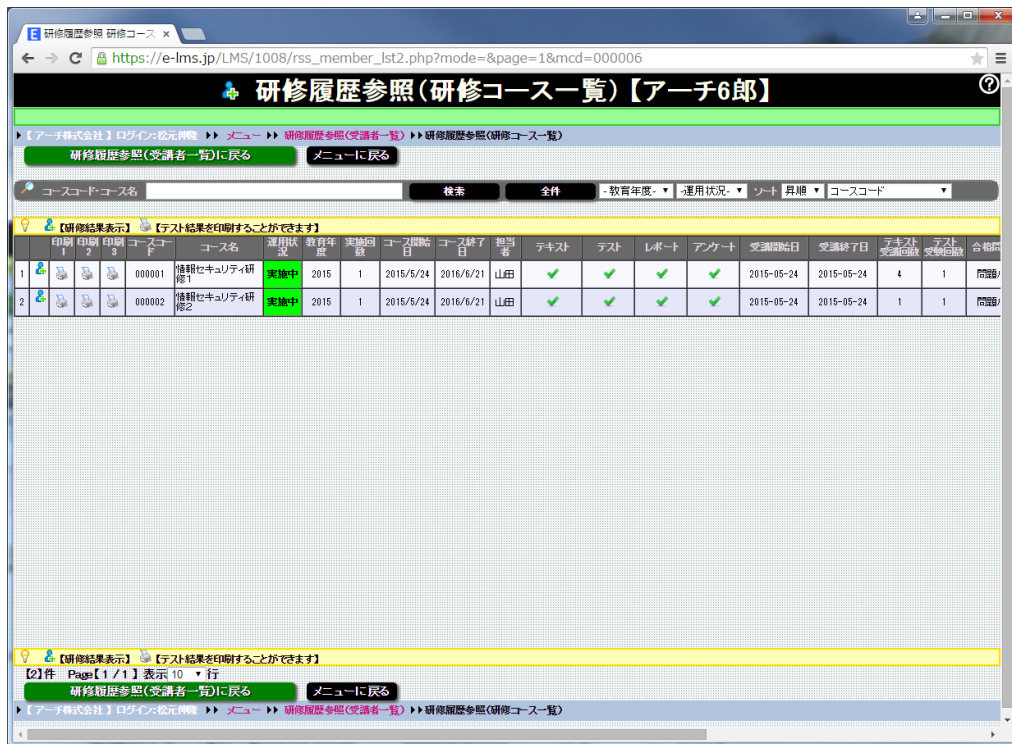 研修履歴参照 研修コース ×
https://e-lms.jp/LMS/1008/rss_member_lst2.php?mode=&page=1&mcd=000006
研修履歴参照(研修コース一覧)【アーチ6郎】
【アーチ株式会社】ログイン:松元伸隆 メニュー 研修履歴参照(受講者一覧) 研修履歴参照(研修コース一覧)
研修履歴参照(受講者一覧)に戻る メニューに戻る
コースコード・コース名 検索 全件 -教育年度- -運用状況- ソート 昇順 コースコード
【研修結果表示】 【テスト結果を印刷することができます】
印刷1 印刷2 印刷3 コースコード コース名 運用状況 教育年度 実施回数 コース開始日 コース終了日 担当者 テキスト テスト レポート アンケート 受講開始日 受講終了日 テキスト受講回数 テスト受験回数 合格問
1 000001 情報セキュリティ研修1 実施中 2015 1 2015/5/24 2016/6/21 山田 2015-05-24 2015-05-24 4 1 問題/
2 000002 情報セキュリティ研修2 実施中 2015 1 2015/5/24 2016/6/21 山田 2015-05-24 2015-05-24 1 1 問題/
【研修結果表示】 【テスト結果を印刷することができます】
【2】件 Page【1/1】表示 10 行
研修履歴参照(受講者一覧)に戻る メニューに戻る
【アーチ株式会社】ログイン:松元伸隆 メニュー 研修履歴参照(受講者一覧) 研修履歴参照(研修コース一覧)